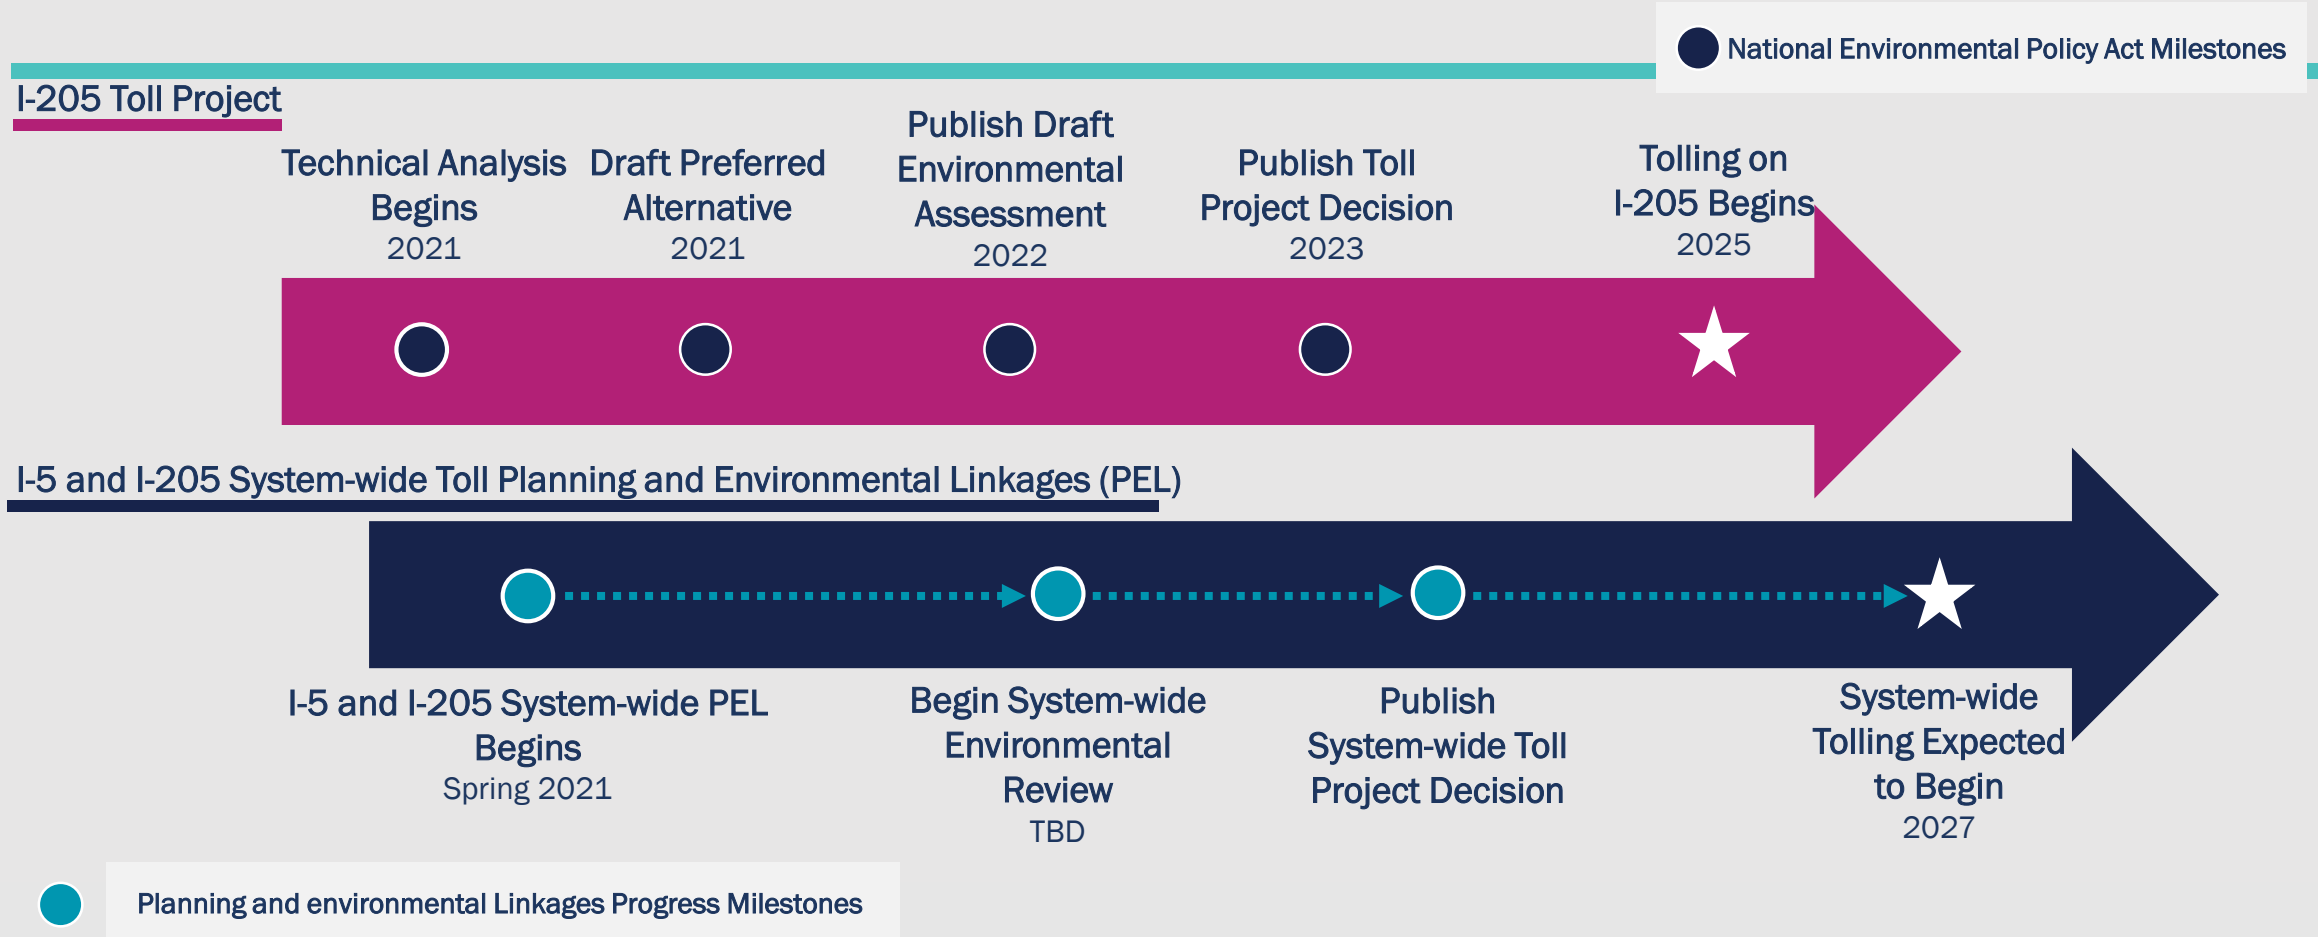 National Environmental Policy Act Milestones
I-205 Toll Project
Technical Analysis
Begins
2021
Draft Preferred
Alternative
2021
Publish Draft
Environmental
Assessment
2022
Publish Toll
Project Decision
2023
Tolling on
I-205 Begins
2025
I-5 and I-205 System-wide Toll Planning and Environmental Linkages (PEL)
I-5 and I-205 System-wide PEL
Begins
Spring 2021
Begin System-wide
Environmental
Review
TBD
Publish
System-wide Toll
Project Decision
System-wide
Tolling Expected
to Begin
2027
Planning and environmental Linkages Progress Milestones